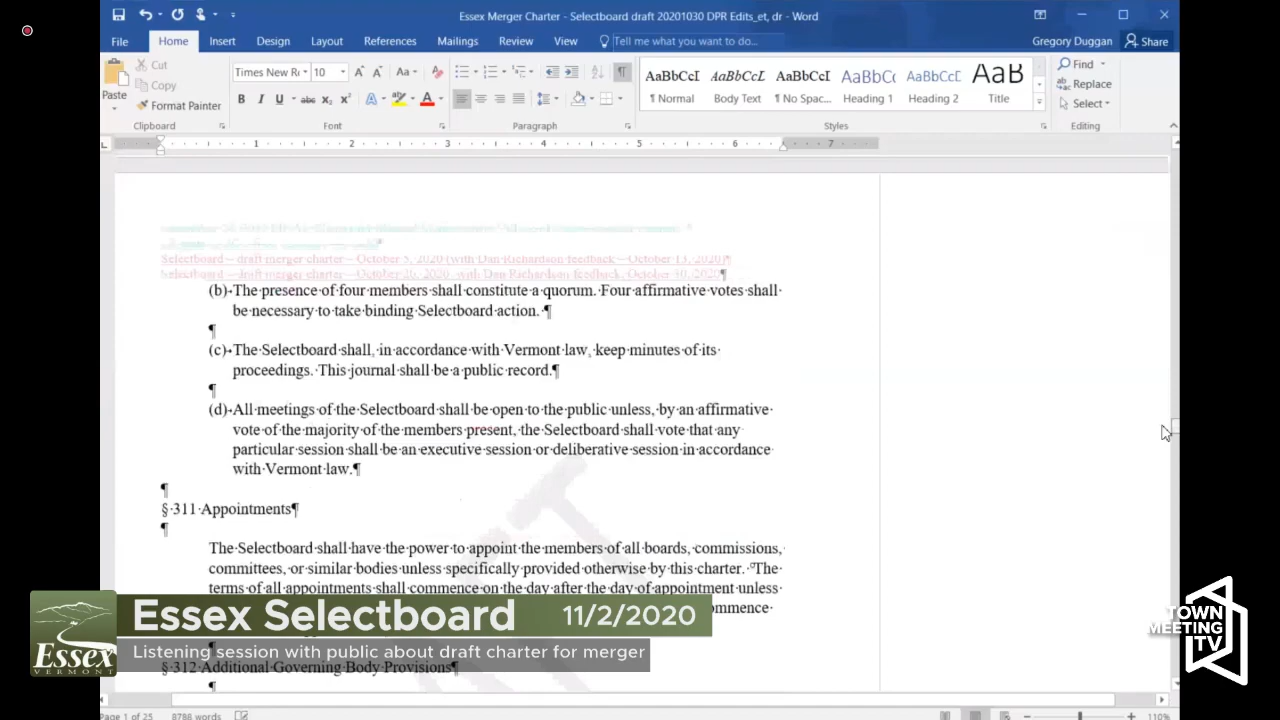 Essex Merger Charter - Selectboard draft 20201030 DPR Edits_et, dr - Word
File Home Insert Design Layout References Mailings Review View Tell me what you want to do... Gregory Duggan Share
Paste
Cut
Copy
Format Painter
Clipboard
Times New R 10
Font
Paragraph
AaBbCcI AaBbCcL AaBbCcI AaBbCc AaBbCcD AaB
¶ Normal Body Text ¶ No Spac... Heading 1 Heading 2 Title
Styles
Find
Replace
Select
Editing
1 2 3 4 5 6 7
Selectboard – draft merger charter – October 5, 2020 (with Dan Richardson feedback – October 13, 2020)¶
Selectboard – draft merger charter – October 26, 2020, with Dan Richardson feedback, October 30, 2020¶
(b) The presence of four members shall constitute a quorum. Four affirmative votes shall
be necessary to take binding Selectboard action. ¶
¶
(c) The Selectboard shall, in accordance with Vermont law, keep minutes of its
proceedings. This journal shall be a public record.¶
¶
(d) All meetings of the Selectboard shall be open to the public unless, by an affirmative
vote of the majority of the members present, the Selectboard shall vote that any
particular session shall be an executive session or deliberative session in accordance
with Vermont law.¶
¶
§ 311 Appointments¶
¶
The Selectboard shall have the power to appoint the members of all boards, commissions,
committees, or similar bodies unless specifically provided otherwise by this charter. The
terms of all appointments shall commence on the day after the day of appointment unless
ommence
¶
§ 312 Additional Governing Body Provisions¶
¶
Essex Selectboard 11/2/2020
Listening session with public about draft charter for merger
Essex
VERMONT
TOWN
MEETING
TV
Page 1 of 25 8788 words 110%